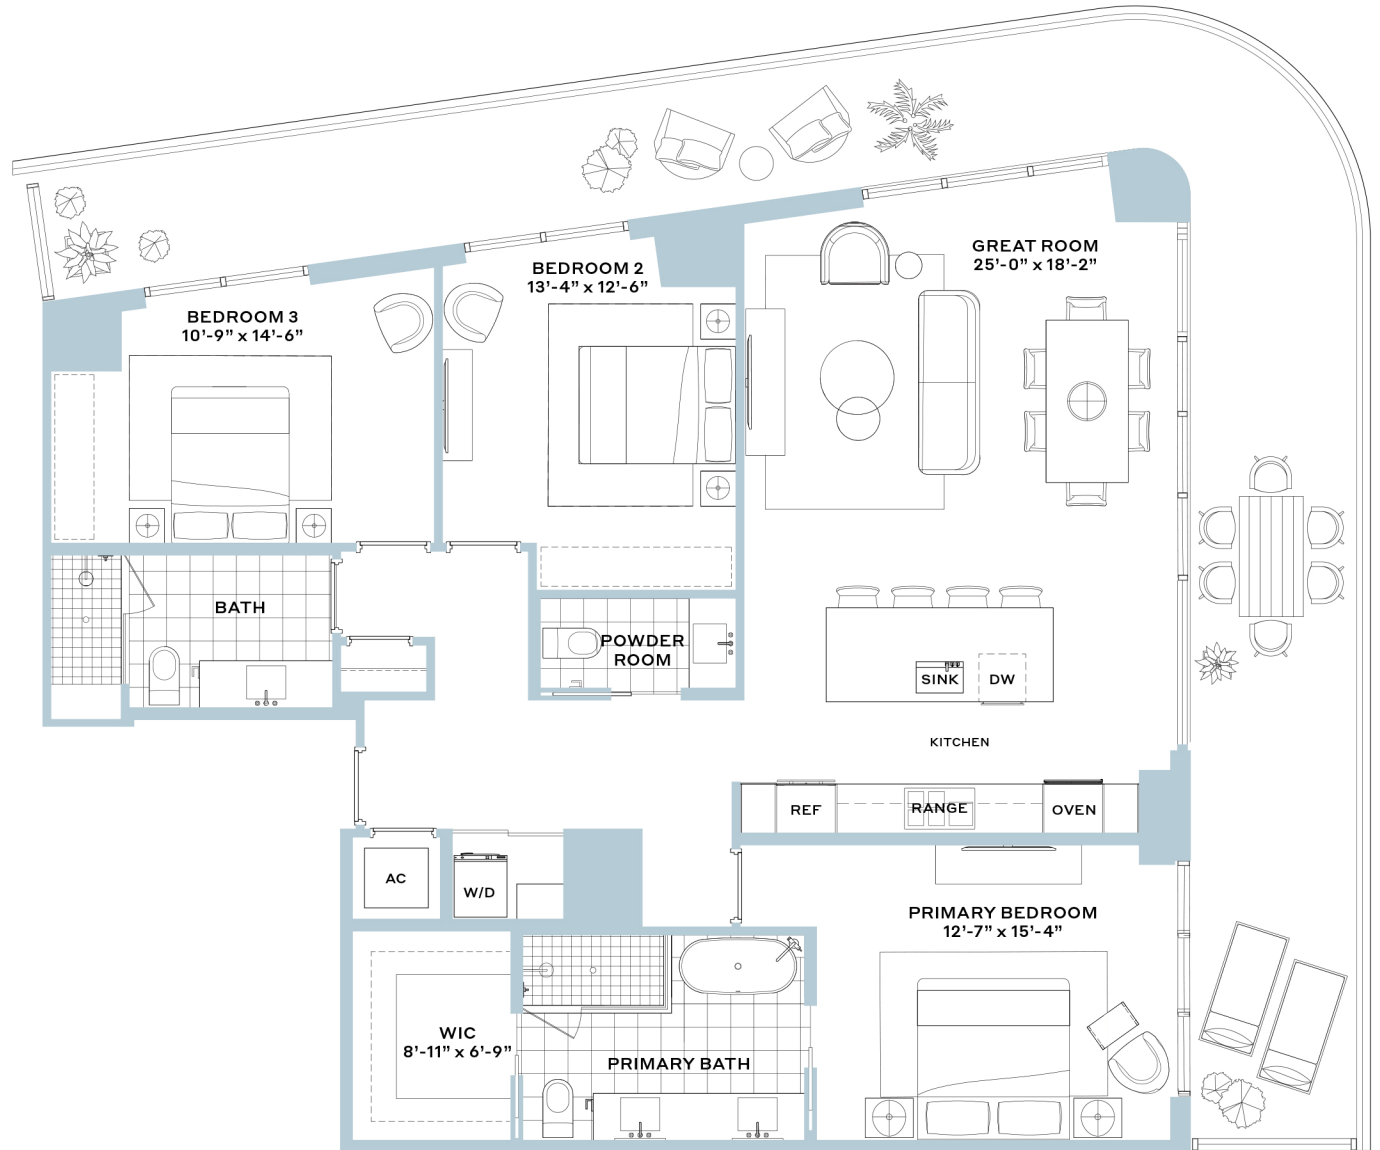 GREAT ROOM
25'-0” x 18'-2”
BEDROOM 2
13'-4” x 12'-6”
BEDROOM 3
10'-9” x 14'-6”
BATH
POWDER
ROOM
SINK
DW
KITCHEN
REF
RANGE
OVEN
AC
W/D
PRIMARY BEDROOM
12'-7” x 15'-4”
WIC
8'-11” x 6'-9”
PRIMARY BATH